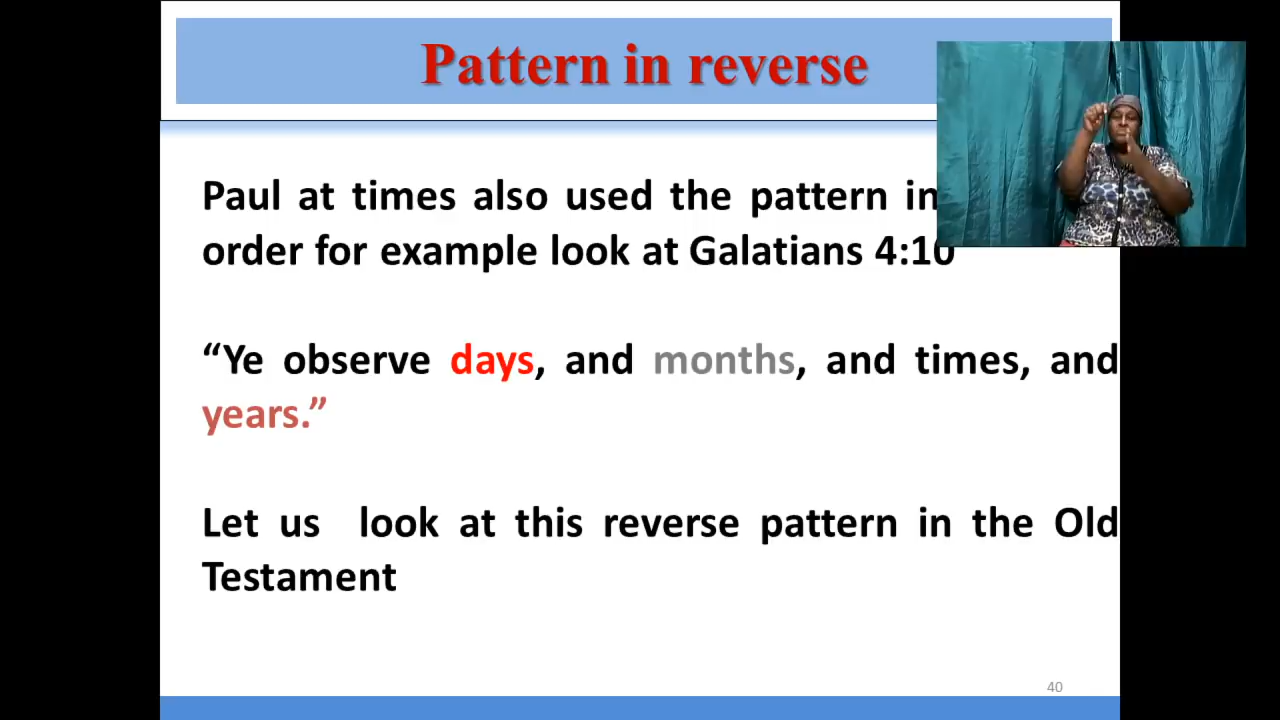 Pattern in reverse
Paul at times also used the pattern in
order for example look at Galatians 4:10
“Ye observe days, and months, and times, and
years.”
Let us look at this reverse pattern in the Old
Testament
40